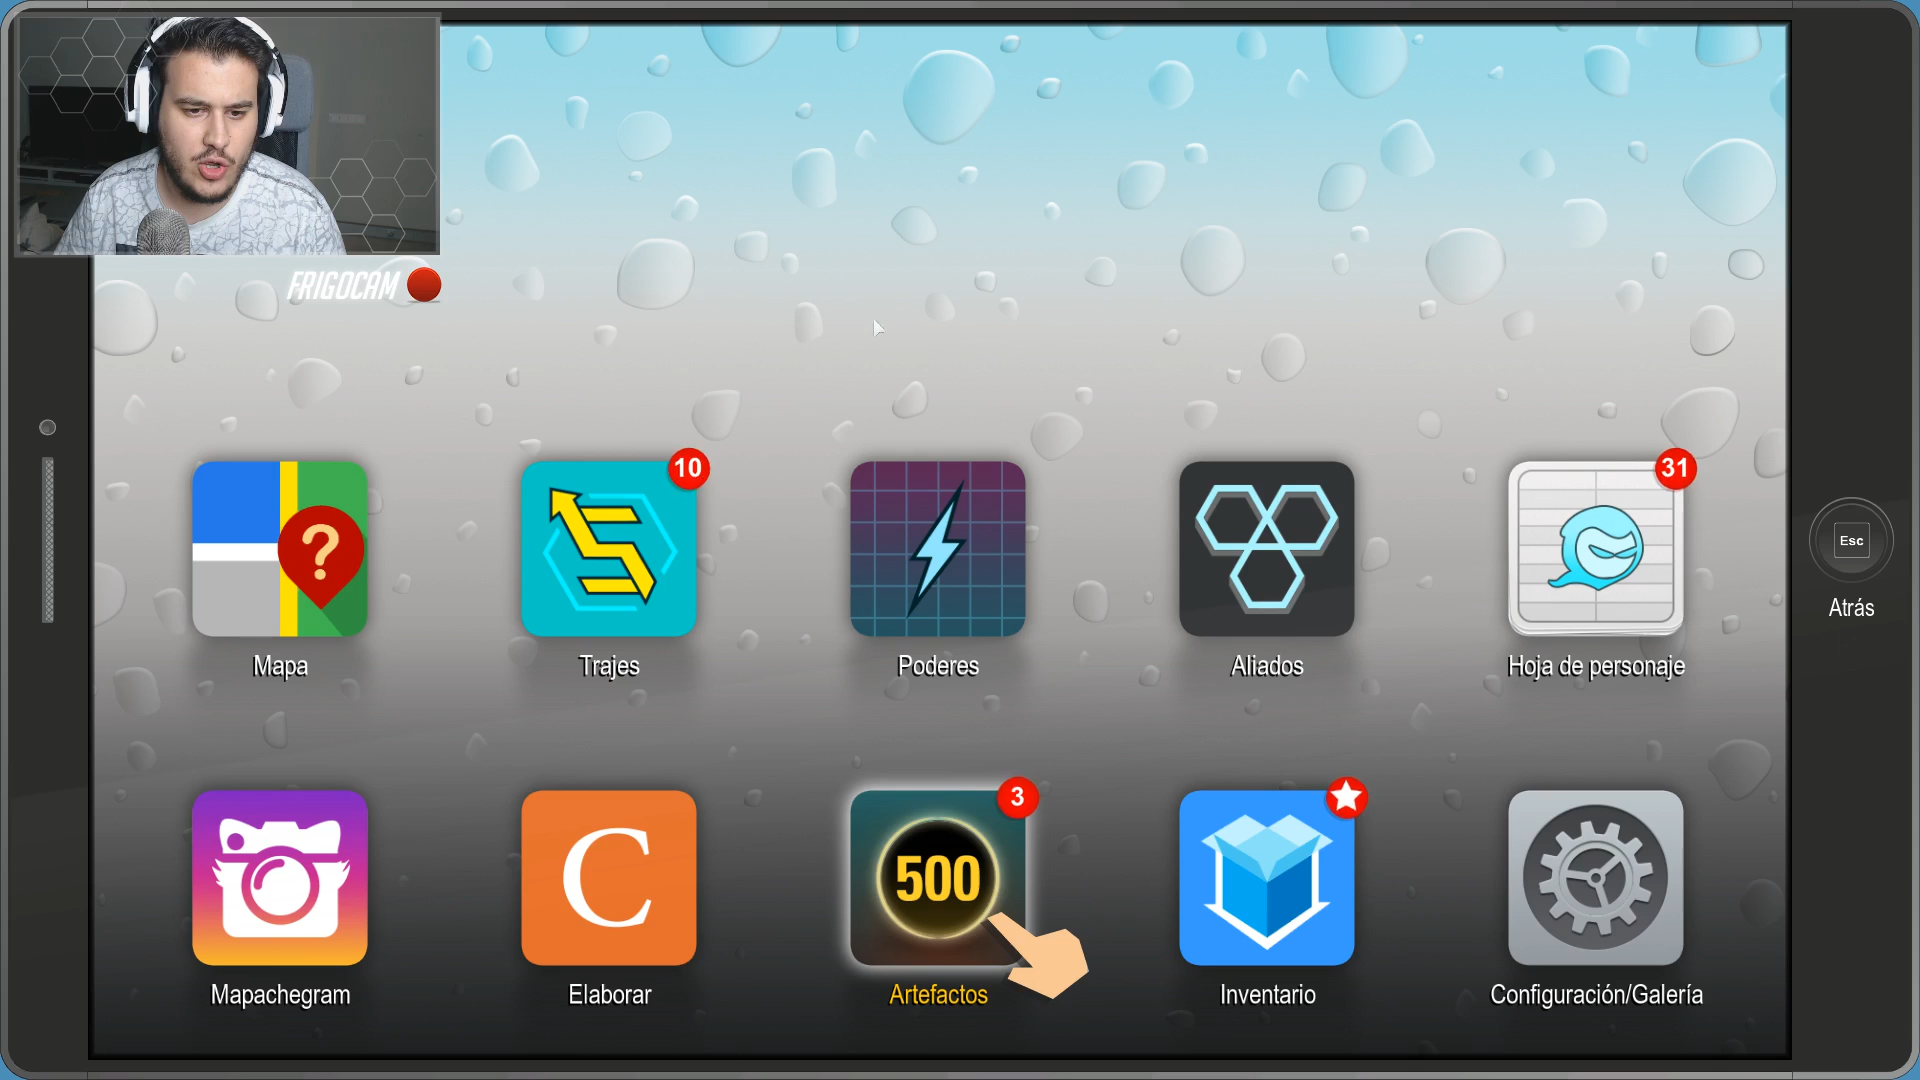 FRIGOCAM
10
31
?
Esc
Mapa
Trajes
Poderes
Aliados
Hoja de personaje
Atrás
3
C
500
Mapachegram
Elaborar
Artefactos
Inventario
Configuración/Galería